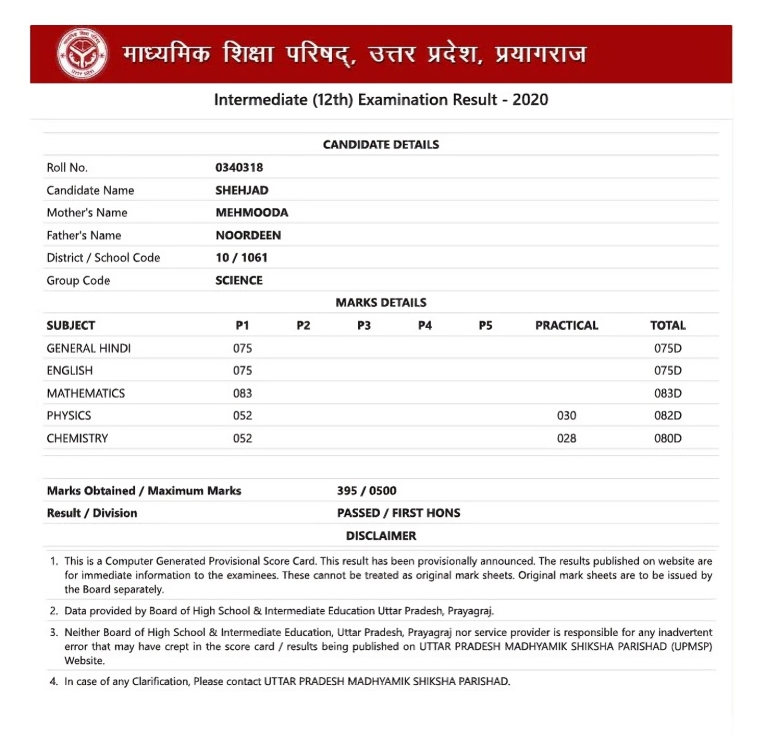 माध्यमिक शिक्षा परिषद्, उत्तर प्रदेश, प्रयागराज
Intermediate (12th) Examination Result - 2020
CANDIDATE DETAILS
Roll No. 0340318
Candidate Name SHEHJAD
Mother's Name MEHMOODA
Father's Name NOORDEEN
District / School Code 10 / 1061
Group Code SCIENCE
MARKS DETAILS
SUBJECT P1 P2 P3 P4 P5 PRACTICAL TOTAL
GENERAL HINDI 075 075D
ENGLISH 075 075D
MATHEMATICS 083 083D
PHYSICS 052 030 082D
CHEMISTRY 052 028 080D
Marks Obtained / Maximum Marks 395 / 0500
Result / Division PASSED / FIRST HONS
DISCLAIMER
1. This is a Computer Generated Provisional Score Card. This result has been provisionally announced. The results published on website are
for immediate information to the examinees. These cannot be treated as original mark sheets. Original mark sheets are to be issued by
the Board separately.
2. Data provided by Board of High School & Intermediate Education Uttar Pradesh, Prayagraj.
3. Neither Board of High School & Intermediate Education, Uttar Pradesh, Prayagraj nor service provider is responsible for any inadvertent
error that may have crept in the score card / results being published on UTTAR PRADESH MADHYAMIK SHIKSHA PARISHAD (UPMSP)
Website.
4. In case of any Clarification, Please contact UTTAR PRADESH MADHYAMIK SHIKSHA PARISHAD.